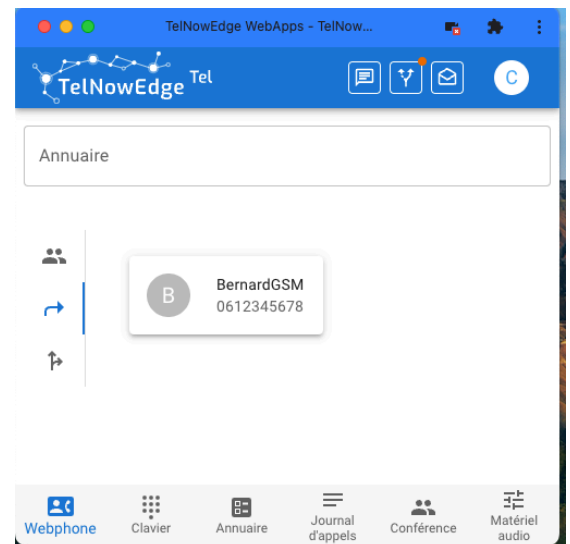 TelNowEdge WebApps - TelNow...
TelNowEdge Tel
C
Annuaire
B
BernardGSM
0612345678
Webphone
Clavier
Annuaire
Journal
d'appels
Conférence
Matériel
audio